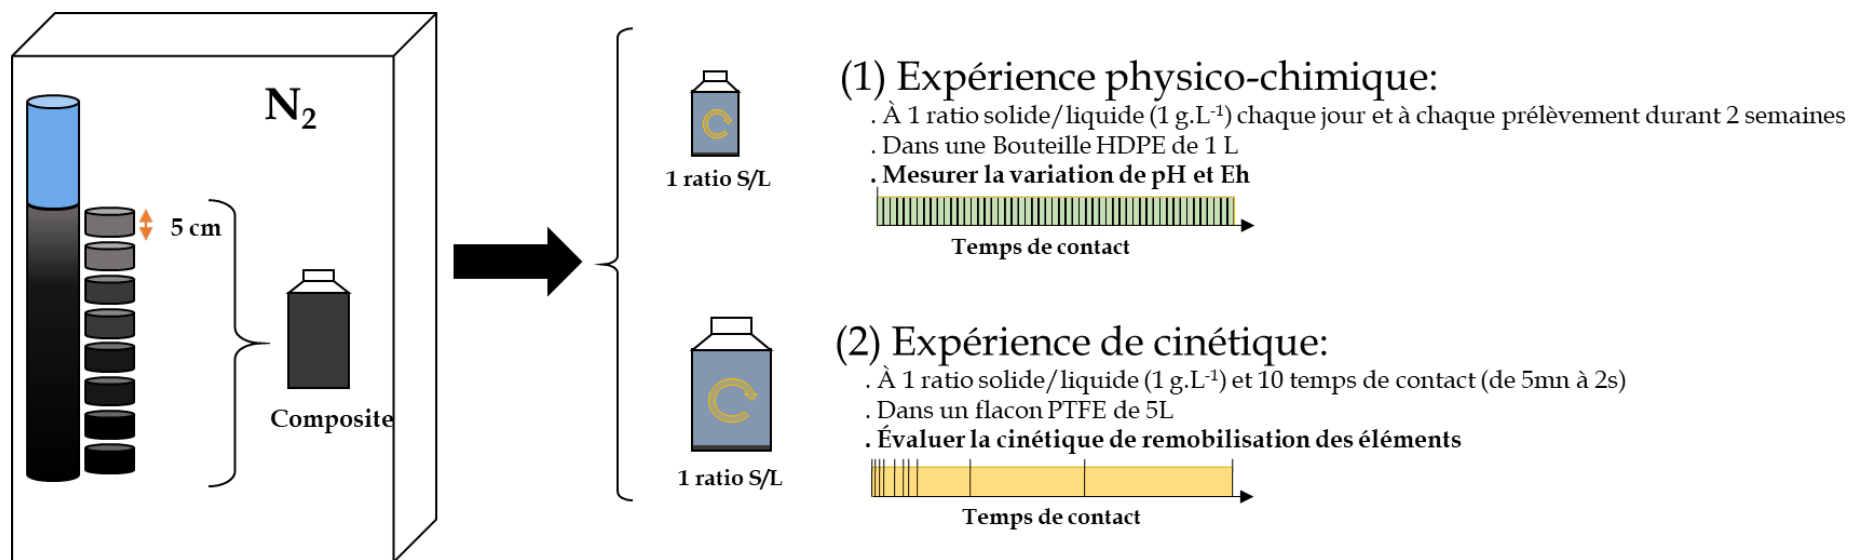 N₂
5 cm
Composite
1 ratio S/L
(1) Expérience physico-chimique:
. À 1 ratio solide/liquide (1 g.L⁻¹) chaque jour et à chaque prélèvement durant 2 semaines
. Dans une Bouteille HDPE de 1 L
. Mesurer la variation de pH et Eh
Temps de contact
1 ratio S/L
(2) Expérience de cinétique:
. À 1 ratio solide/liquide (1 g.L⁻¹) et 10 temps de contact (de 5mn à 2s)
. Dans un flacon PTFE de 5L
. Évaluer la cinétique de remobilisation des éléments
Temps de contact